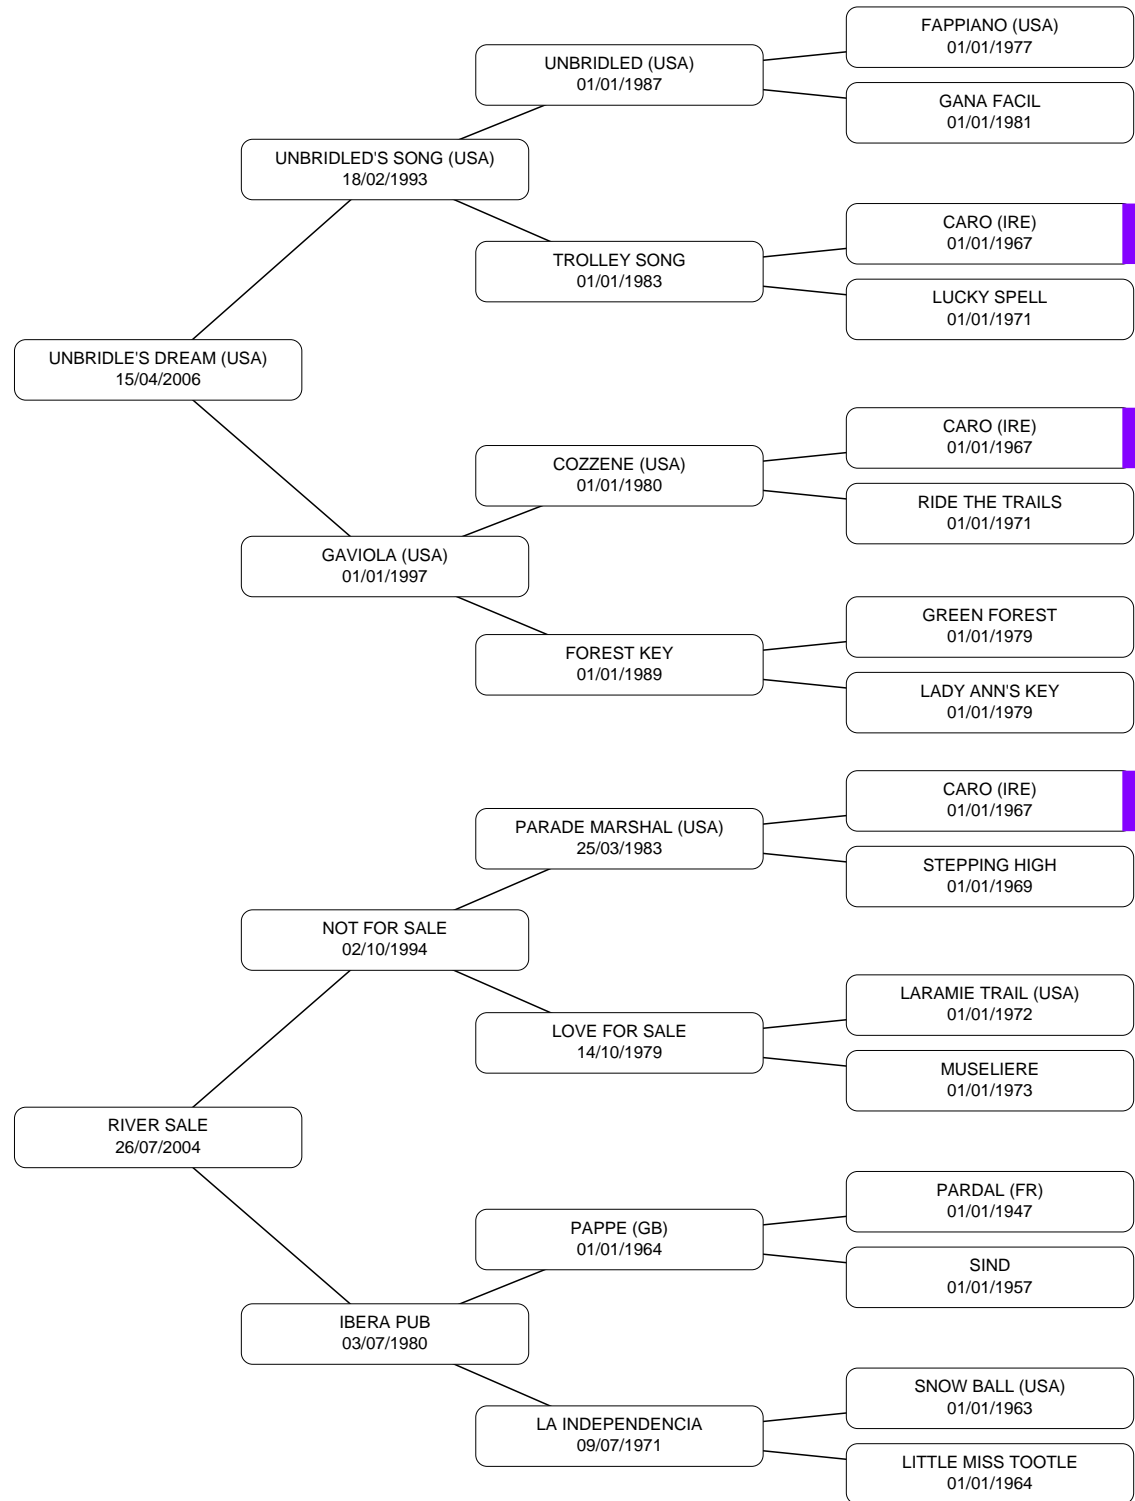 FAPPIANO (USA)
01/01/1977
UNBRIDLED (USA)
01/01/1987
GANA FACIL
01/01/1981
UNBRIDLED'S SONG (USA)
18/02/1993
CARO (IRE)
01/01/1967
TROLLEY SONG
01/01/1983
LUCKY SPELL
01/01/1971
UNBRIDLE'S DREAM (USA)
15/04/2006
CARO (IRE)
01/01/1967
COZZENE (USA)
01/01/1980
RIDE THE TRAILS
01/01/1971
GAVIOLA (USA)
01/01/1997
GREEN FOREST
01/01/1979
FOREST KEY
01/01/1989
LADY ANN'S KEY
01/01/1979
CARO (IRE)
01/01/1967
PARADE MARSHAL (USA)
25/03/1983
STEPPING HIGH
01/01/1969
NOT FOR SALE
02/10/1994
LARAMIE TRAIL (USA)
01/01/1972
LOVE FOR SALE
14/10/1979
MUSELIERE
01/01/1973
RIVER SALE
26/07/2004
PARDAL (FR)
01/01/1947
PAPPE (GB)
01/01/1964
SIND
01/01/1957
IBERA PUB
03/07/1980
SNOW BALL (USA)
01/01/1963
LA INDEPENDENCIA
09/07/1971
LITTLE MISS TOOTLE
01/01/1964